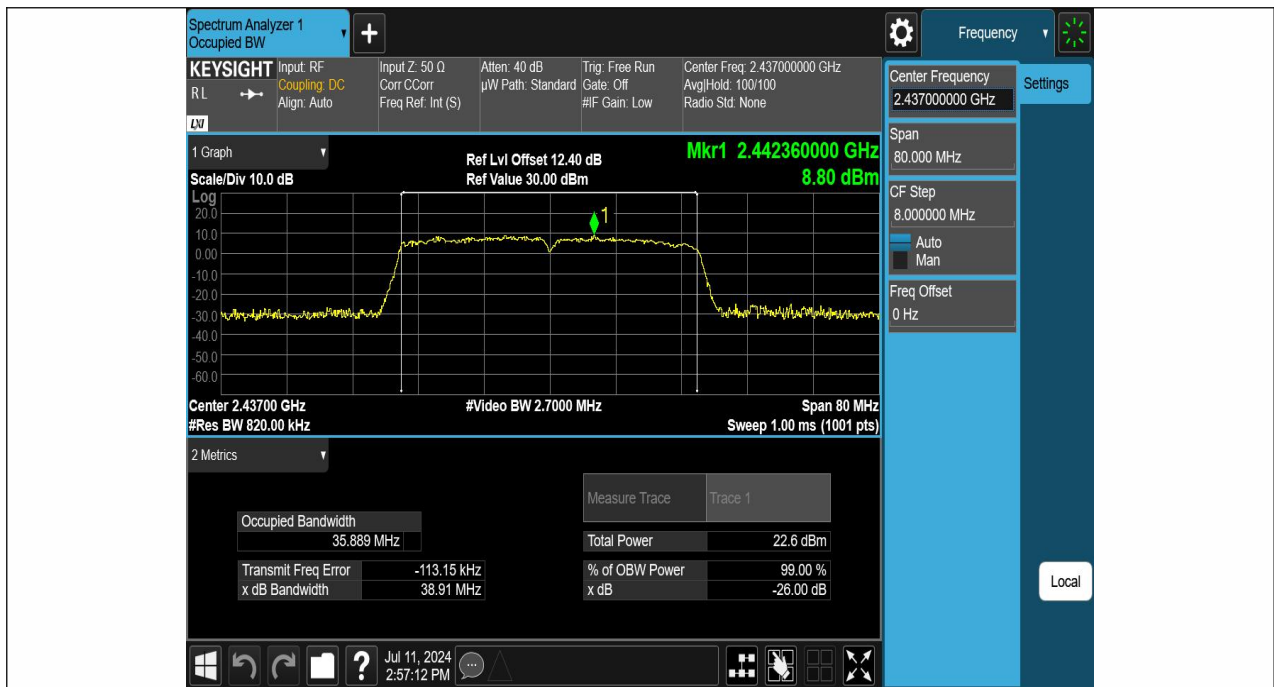 Spectrum Analyzer 1
Occupied BW
+
Frequency
KEYSIGHT
R L
LXI
Input: RF
Coupling: DC
Align: Auto
Input Z: 50 Ω
Corr CCorr
Freq Ref: Int (S)
Atten: 40 dB
µW Path: Standard
Trig: Free Run
Gate: Off
#IF Gain: Low
Center Freq: 2.437000000 GHz
Avg|Hold: 100/100
Radio Std: None
Center Frequency
2.437000000 GHz
Settings
Span
80.000 MHz
CF Step
8.000000 MHz
Auto
Man
Freq Offset
0 Hz
Local
1 Graph
Scale/Div 10.0 dB
Ref Lvl Offset 12.40 dB
Ref Value 30.00 dBm
Mkr1 2.442360000 GHz
8.80 dBm
Log
20.0
10.0
0.00
-10.0
-20.0
-30.0
-40.0
-50.0
-60.0
1
Center 2.43700 GHz
#Res BW 820.00 kHz
#Video BW 2.7000 MHz
Span 80 MHz
Sweep 1.00 ms (1001 pts)
2 Metrics
Measure Trace Trace 1
Occupied Bandwidth
35.889 MHz
Total Power 22.6 dBm
Transmit Freq Error -113.15 kHz
% of OBW Power 99.00 %
x dB Bandwidth 38.91 MHz
x dB -26.00 dB
?
Jul 11, 2024
2:57:12 PM